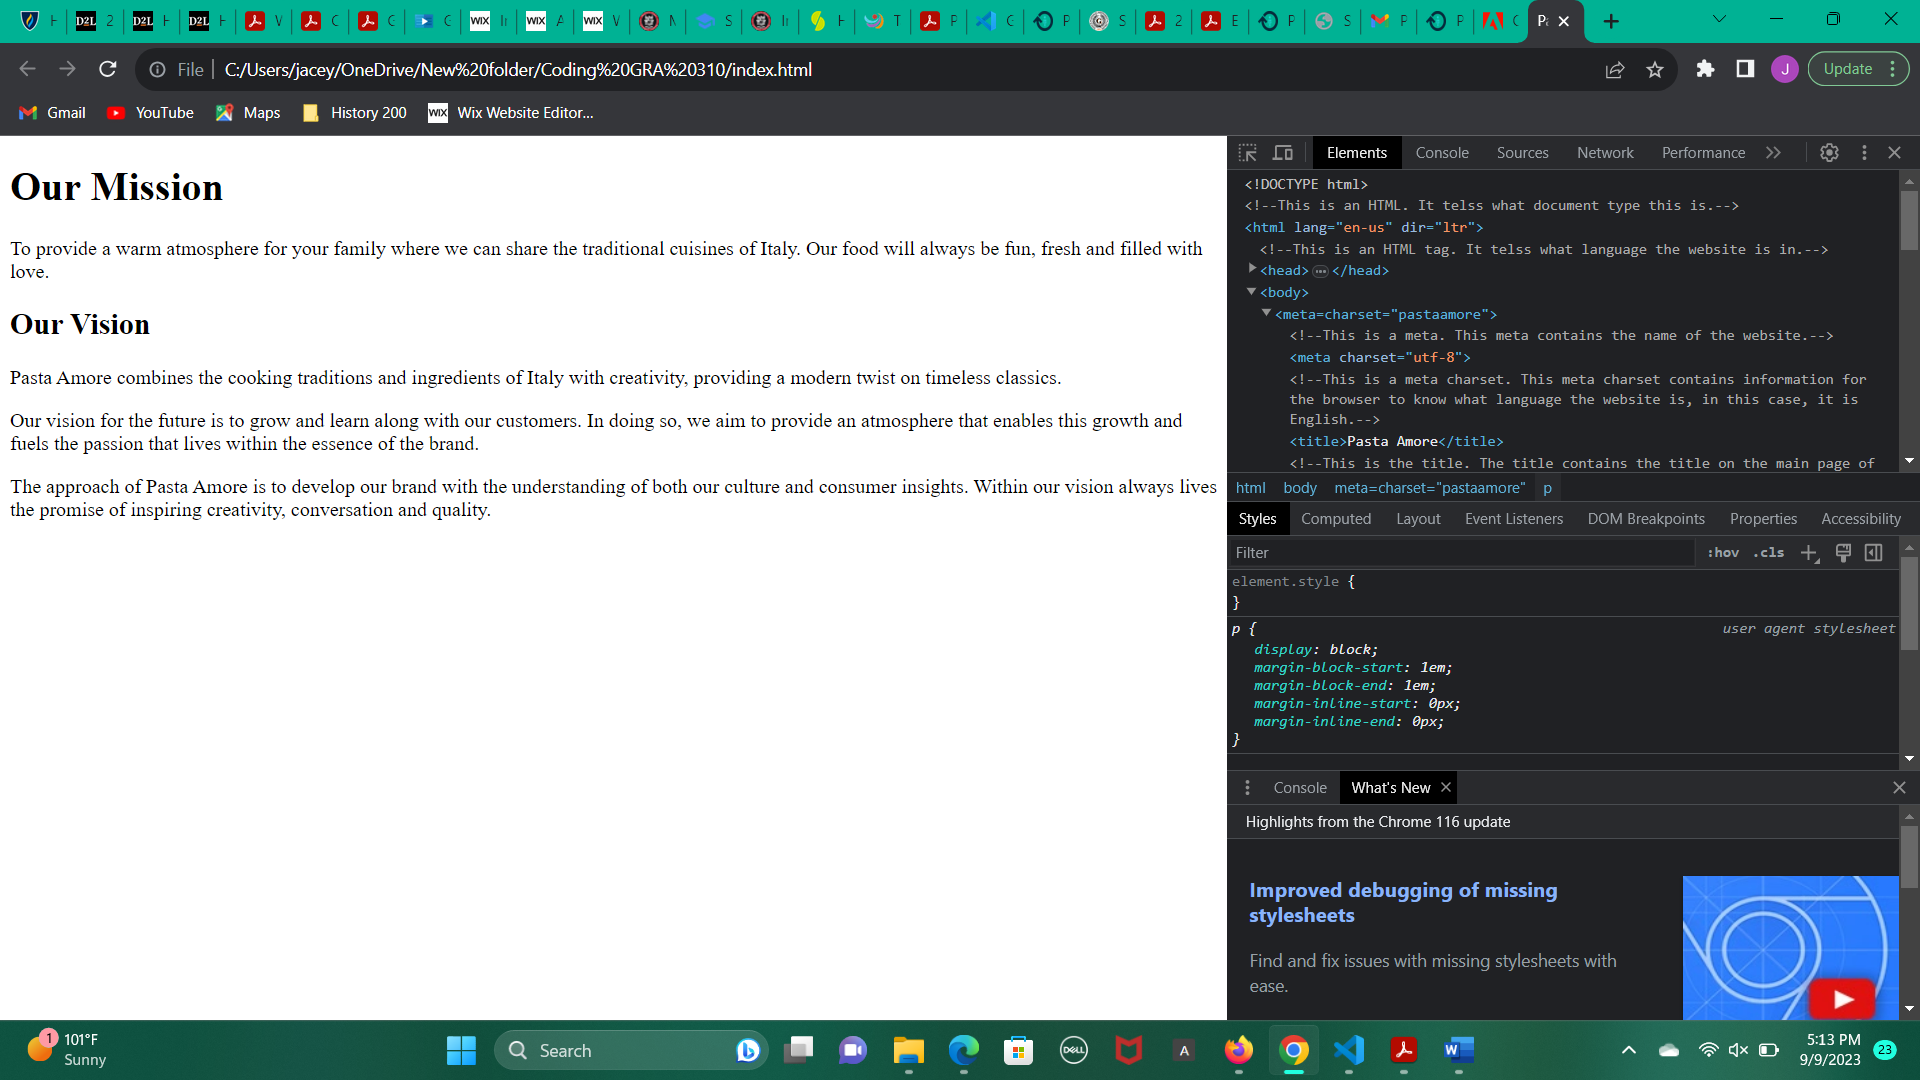 H
D2L
2
D2L
H
D2L
H
V
C
G
C
WIX
In
WIX
A
WIX
V
M
S
In
H
T
P
C
P
S
2
E
P
S
P
P
C
Pa
File
C:/Users/jacey/OneDrive/New%20folder/Coding%20GRA%20310/index.html
J
Update
Gmail
YouTube
Maps
History 200
WIX
Wix Website Editor...
Our Mission
To provide a warm atmosphere for your family where we can share the traditional cuisines of Italy. Our food will always be fun, fresh and filled with
love.
Our Vision
Pasta Amore combines the cooking traditions and ingredients of Italy with creativity, providing a modern twist on timeless classics.
Our vision for the future is to grow and learn along with our customers. In doing so, we aim to provide an atmosphere that enables this growth and
fuels the passion that lives within the essence of the brand.
The approach of Pasta Amore is to develop our brand with the understanding of both our culture and consumer insights. Within our vision always lives
the promise of inspiring creativity, conversation and quality.
Elements
Console
Sources
Network
Performance
<!DOCTYPE html>
<!--This is an HTML. It telss what document type this is.-->
<html lang="en-us" dir="ltr">
<!--This is an HTML tag. It telss what language the website is in.-->
<head>…</head>
<body>
<meta=charset="pastaamore">
<!--This is a meta. This meta contains the name of the website.-->
<meta charset="utf-8">
<!--This is a meta charset. This meta charset contains information for
the browser to know what language the website is, in this case, it is
English.-->
<title>Pasta Amore</title>
<!--This is the title. The title contains the title on the main page of
html
body
meta=charset="pastaamore"
p
Styles
Computed
Layout
Event Listeners
DOM Breakpoints
Properties
Accessibility
Filter
:hov
.cls
element.style {
}
p {
user agent stylesheet
display: block;
margin-block-start: 1em;
margin-block-end: 1em;
margin-inline-start: 0px;
margin-inline-end: 0px;
}
Console
What's New
Highlights from the Chrome 116 update
Improved debugging of missing
stylesheets
Find and fix issues with missing stylesheets with
ease.
1
101°F
Sunny
Search
DELL
A
W
5:13 PM
9/9/2023
23